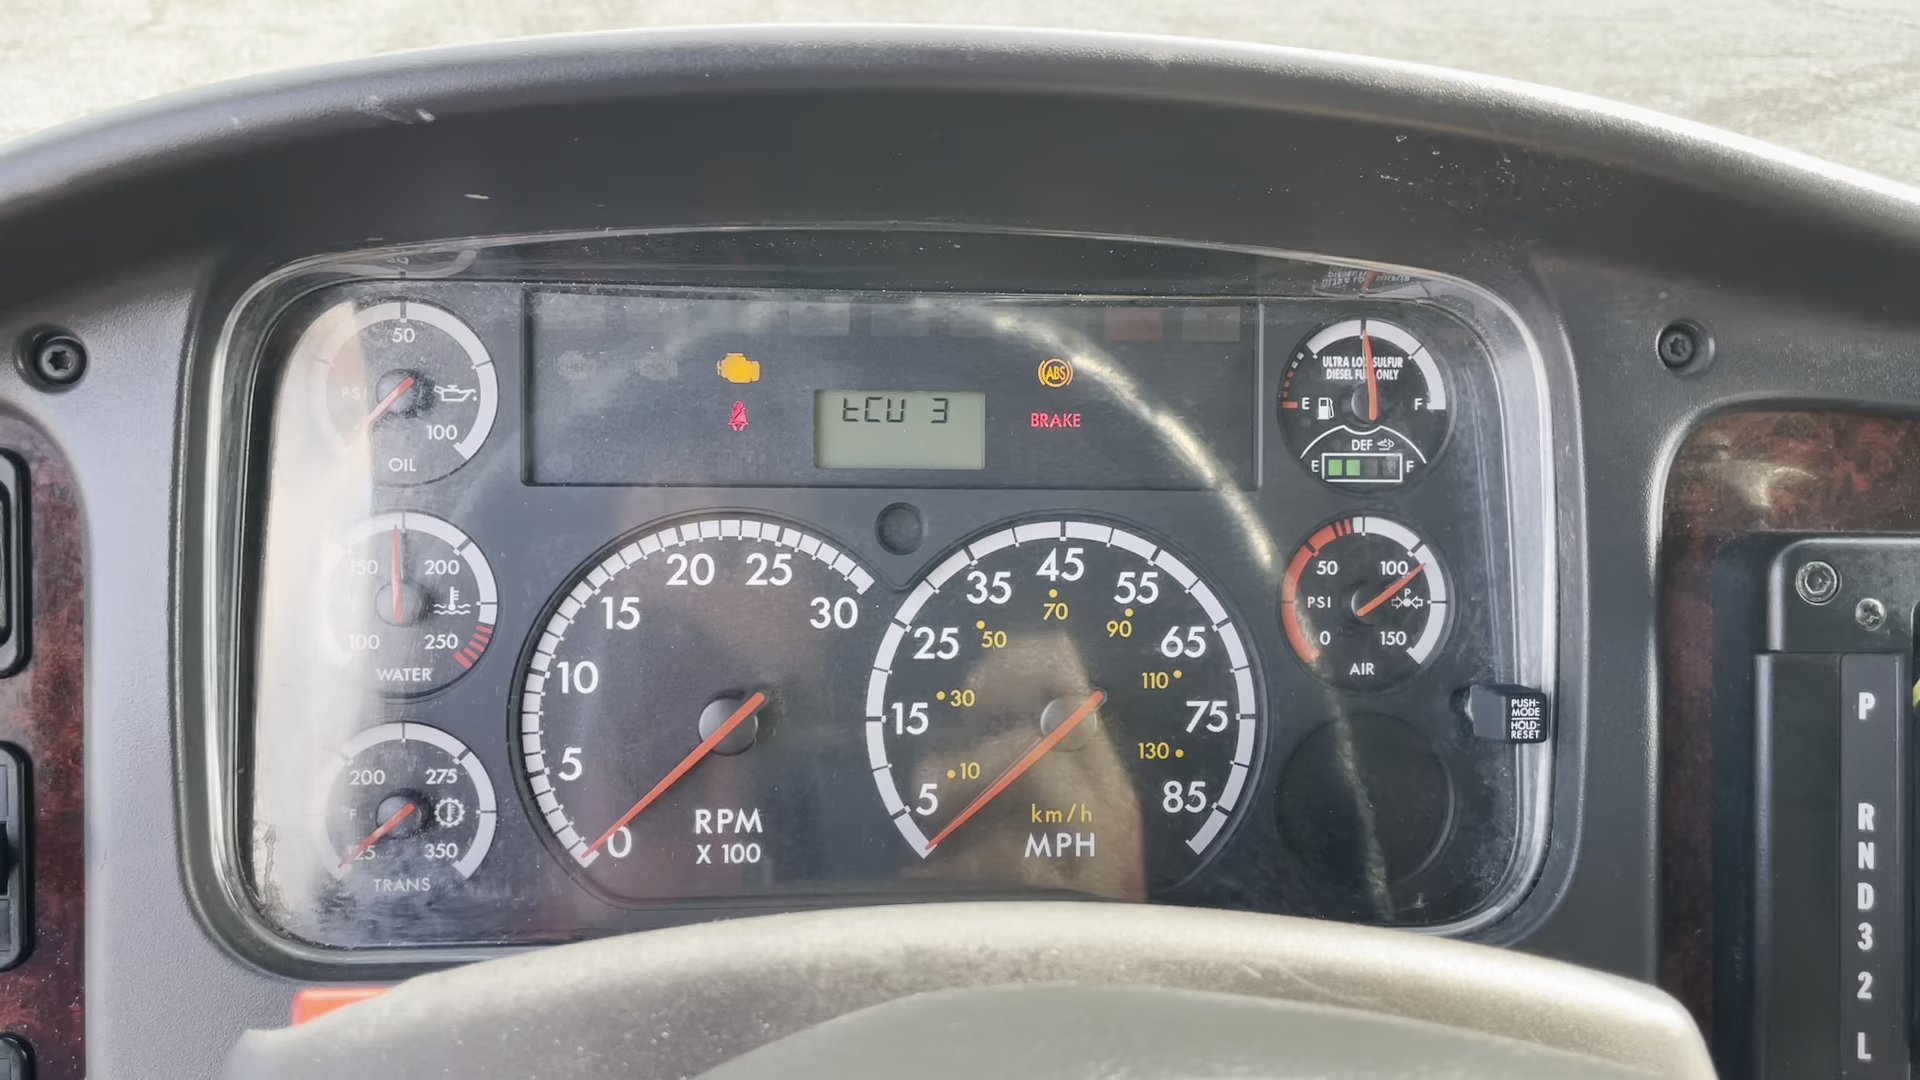 50
PSI
100
OIL
tCU 3
ABS
BRAKE
CHECK
ULTRA LOW SULFUR
DIESEL FUEL ONLY
E F
DEF
E F
150 200
°F
100 250
WATER
200 275
°F
125 350
TRANS
0
5
10
15
20
25
30
RPM
X 100
5
15
25
35
45
55
65
75
85
10
30
50
70
90
110
130
km/h
MPH
50 100
PSI P
0 150
AIR
PUSH-
MODE
HOLD-
RESET
P
R
N
D
3
2
L